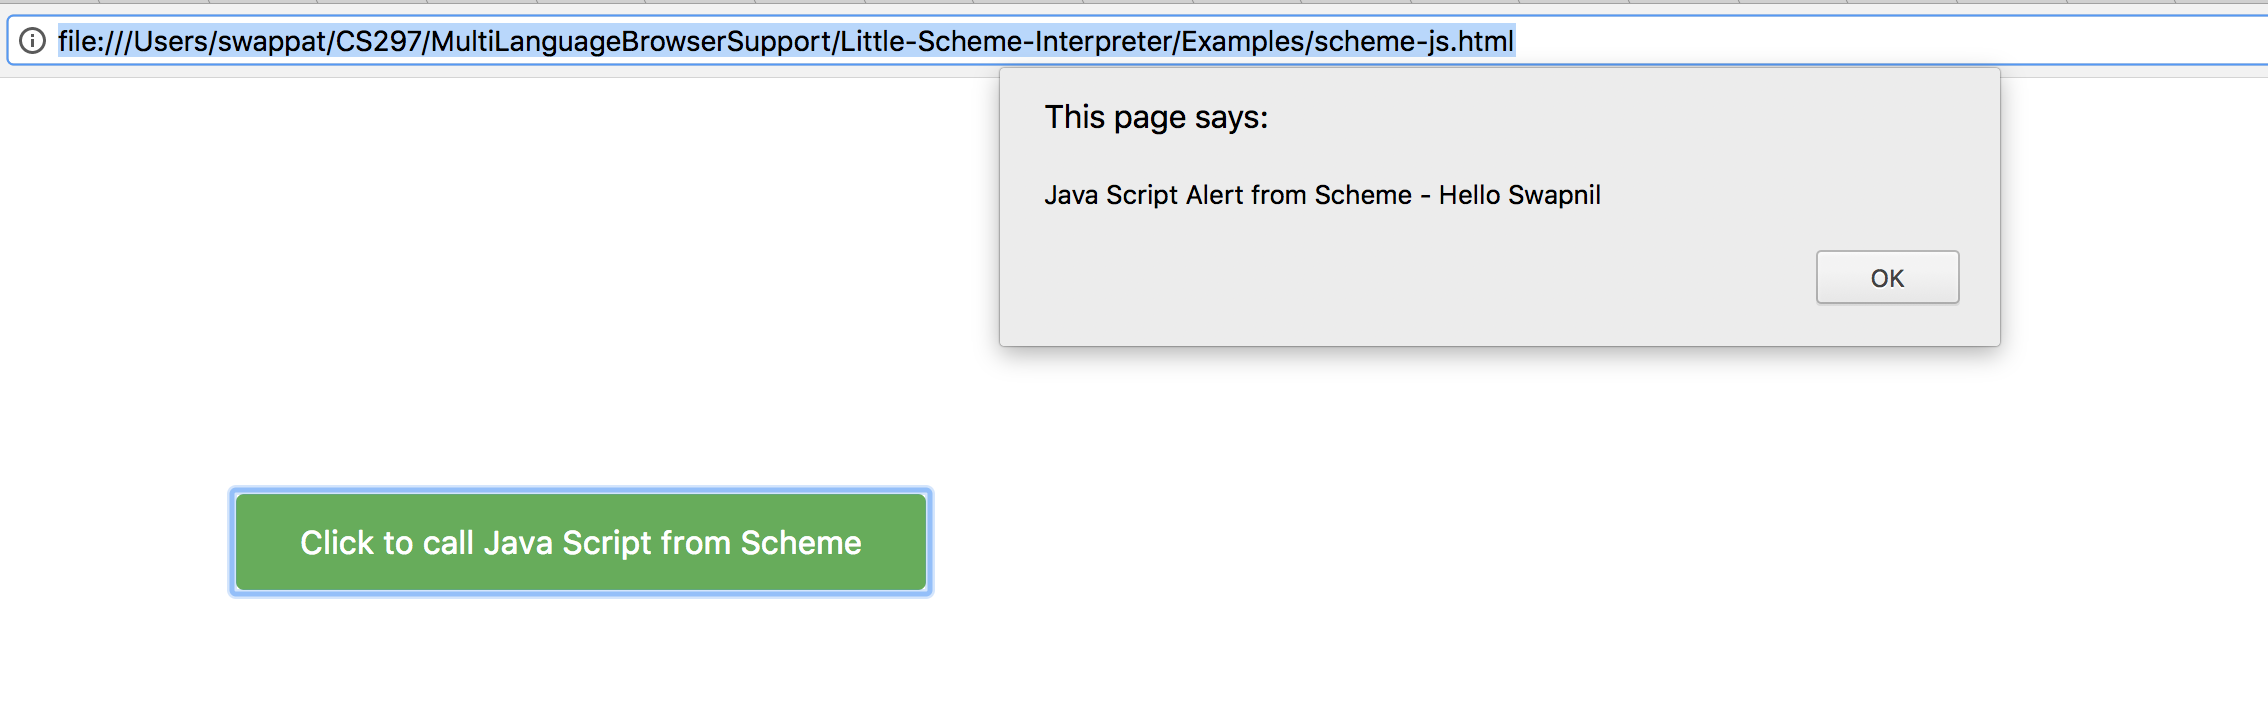 file:///Users/swappat/CS297/MultiLanguageBrowserSupport/Little-Scheme-Interpreter/Examples/scheme-js.html
This page says:
Java Script Alert from Scheme - Hello Swapnil
OK
Click to call Java Script from Scheme